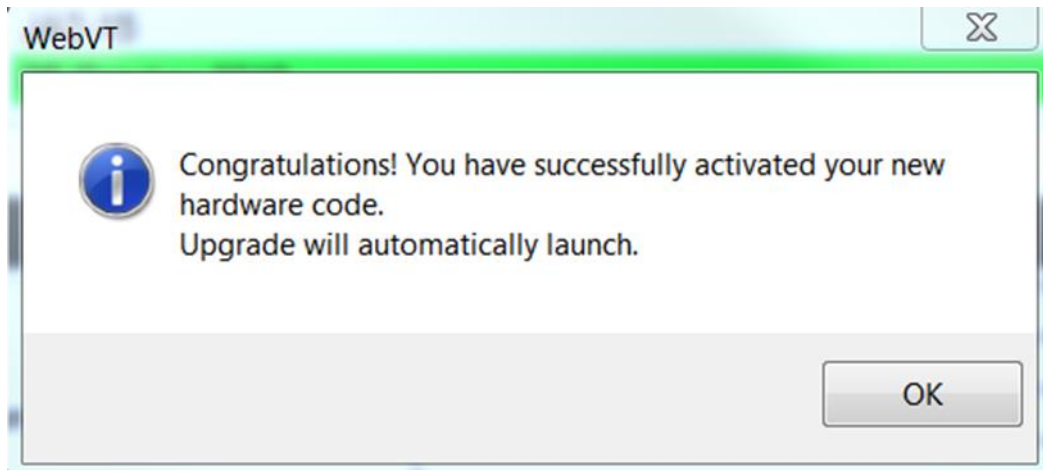 WebVT
Congratulations! You have successfully activated your new
hardware code.
Upgrade will automatically launch.
OK